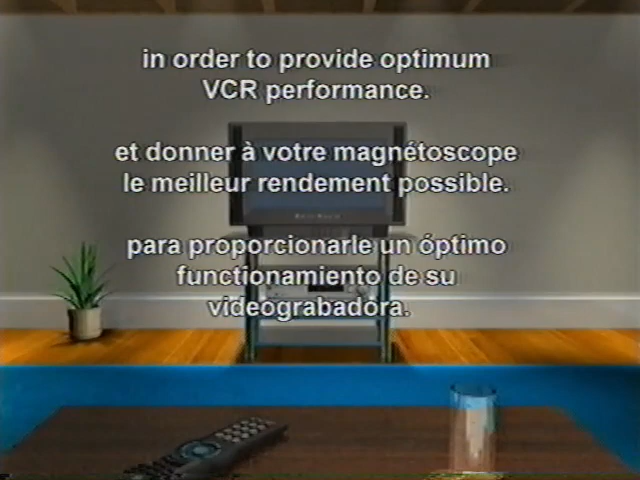 in order to provide optimum
VCR performance.
et donner à votre magnétoscope
le meilleur rendement possible.
para proporcionarle un óptimo
functionamiento de su
videograbadora.